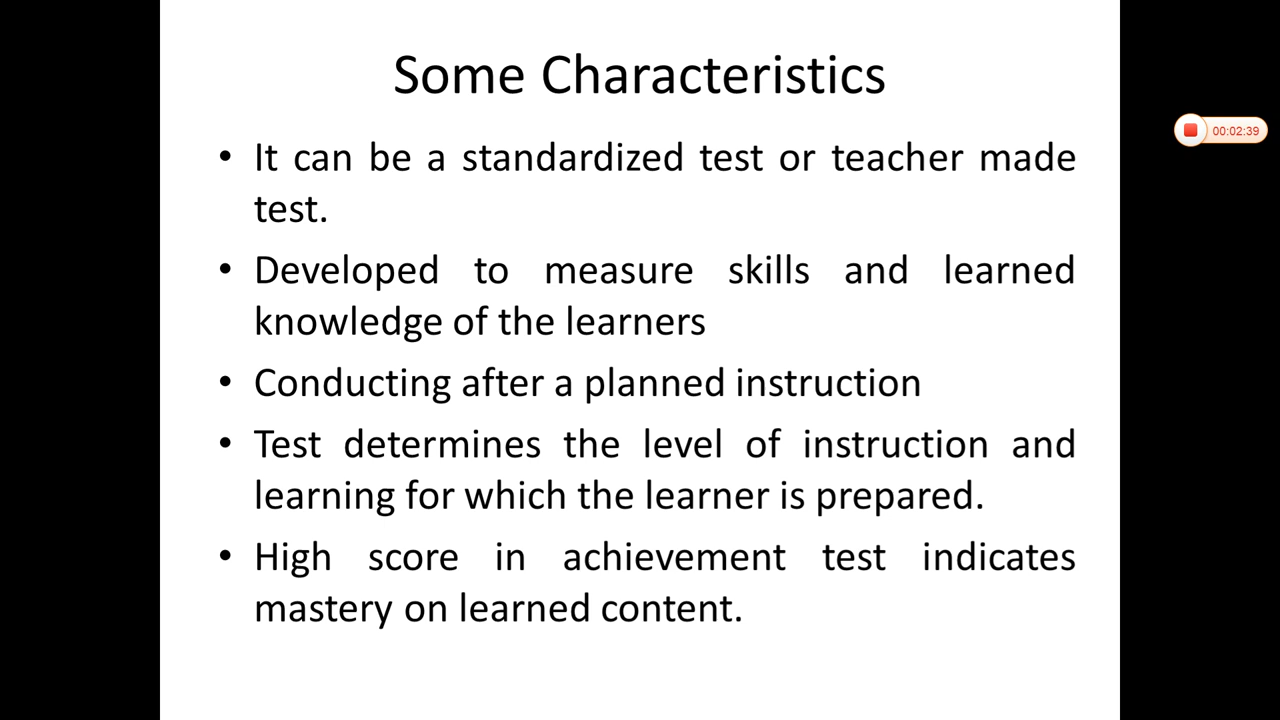 Some Characteristics
• It can be a standardized test or teacher made
test.
• Developed to measure skills and learned
knowledge of the learners
• Conducting after a planned instruction
• Test determines the level of instruction and
learning for which the learner is prepared.
• High score in achievement test indicates
mastery on learned content.
00:02:39